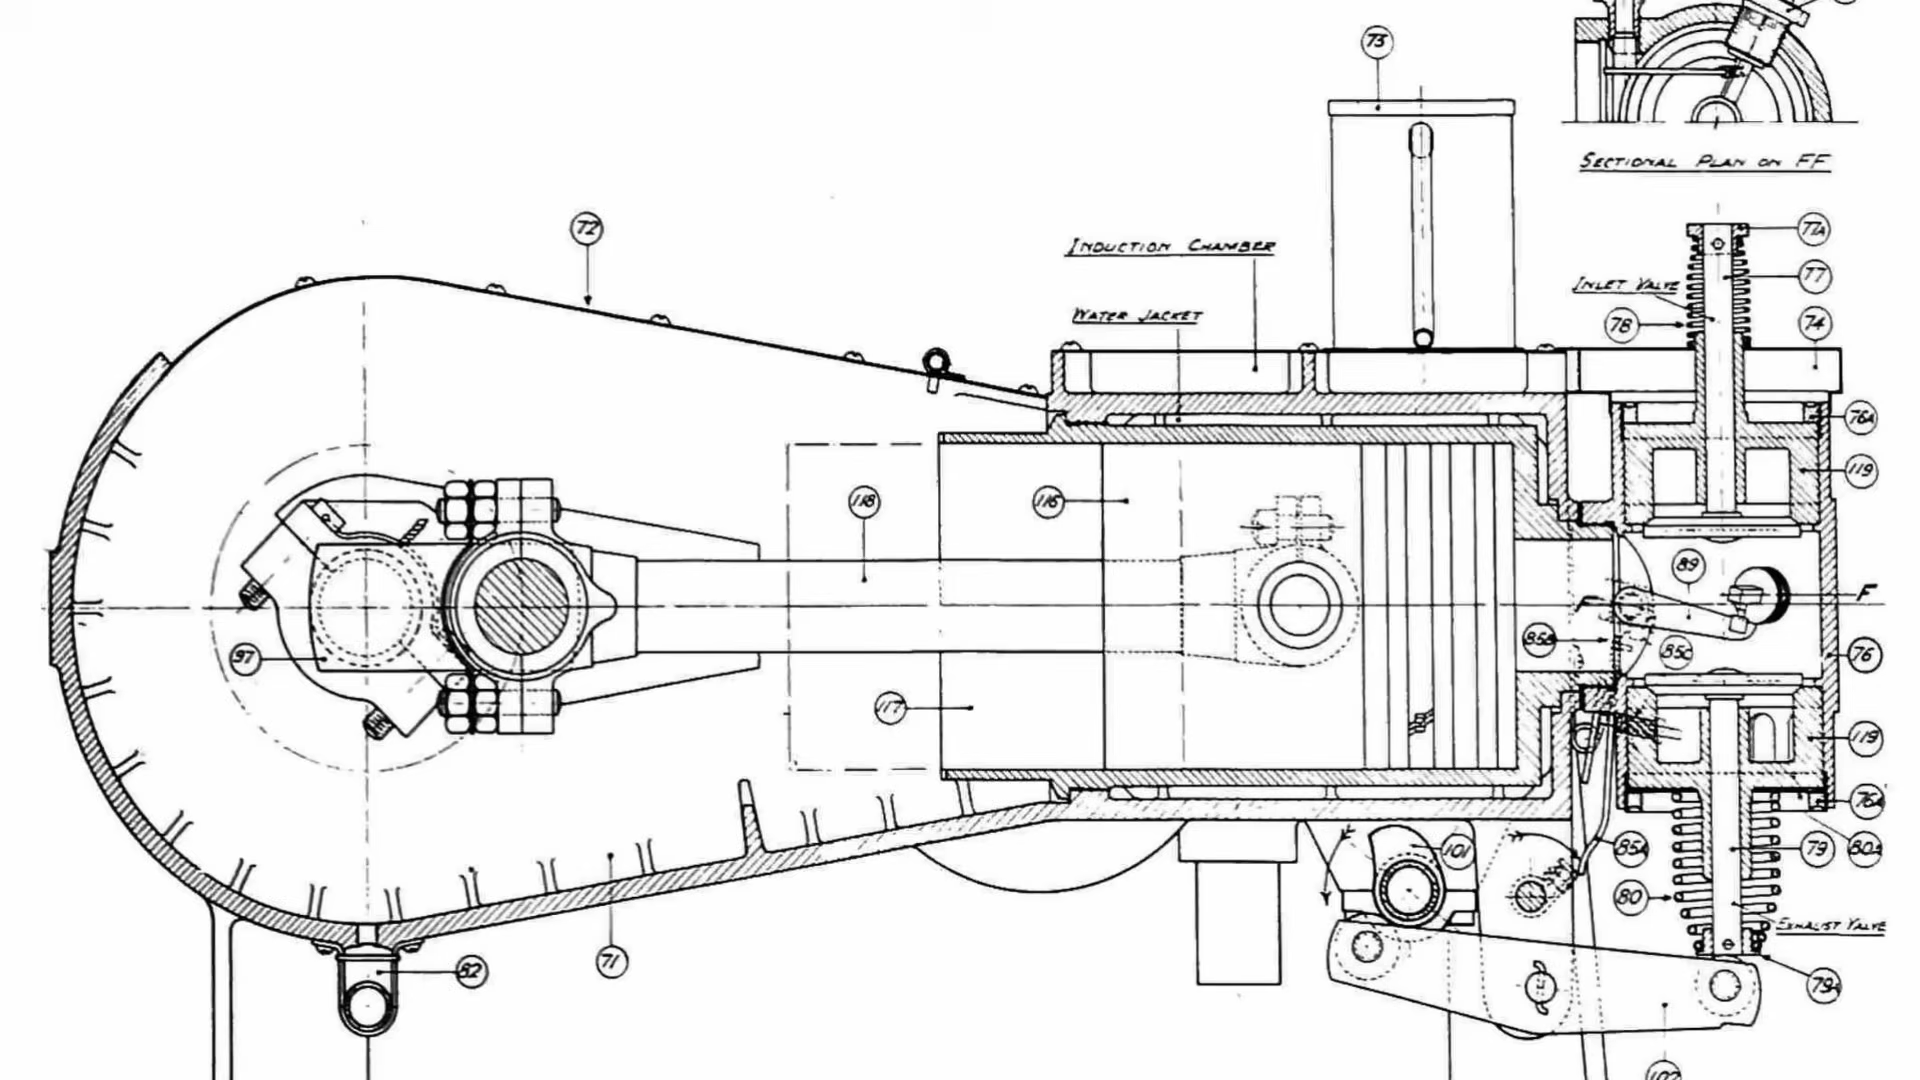 73
SECTIONAL PLAN ON FF
72
77A
INDUCTION CHAMBER
77
INLET VALVE
WATER JACKET
78
74
76A
119
118
116
89
F
85B
85C
76
97
117
119
76A
101
85A
79
80A
80
EXHAUST VALVE
71
82
79A
102